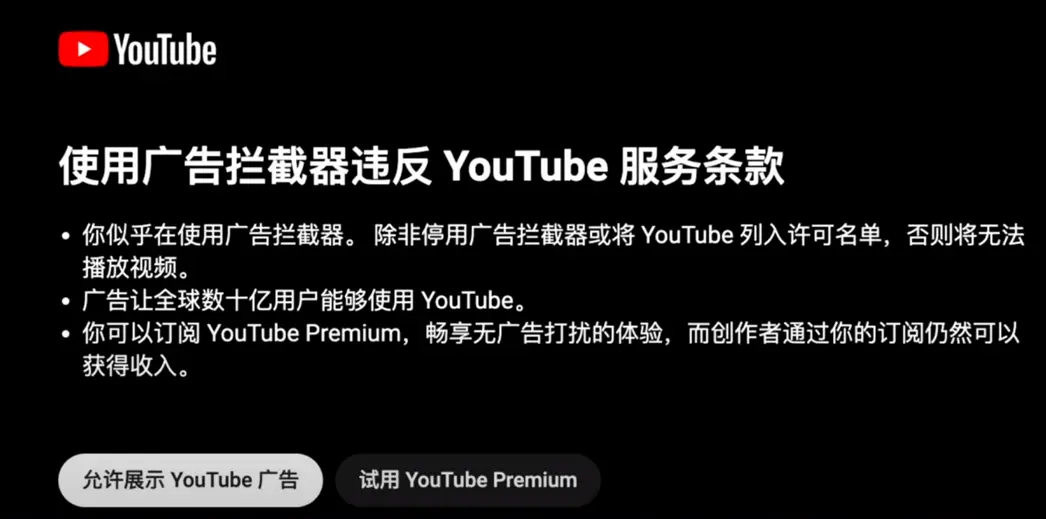 YouTube
使用广告拦截器违反 YouTube 服务条款
• 你似乎在使用广告拦截器。 除非停用广告拦截器或将 YouTube 列入许可名单，否则将无法
播放视频。
• 广告让全球数十亿用户能够使用 YouTube。
• 你可以订阅 YouTube Premium，畅享无广告打扰的体验，而创作者通过你的订阅仍然可以
获得收入。
允许展示 YouTube 广告
试用 YouTube Premium